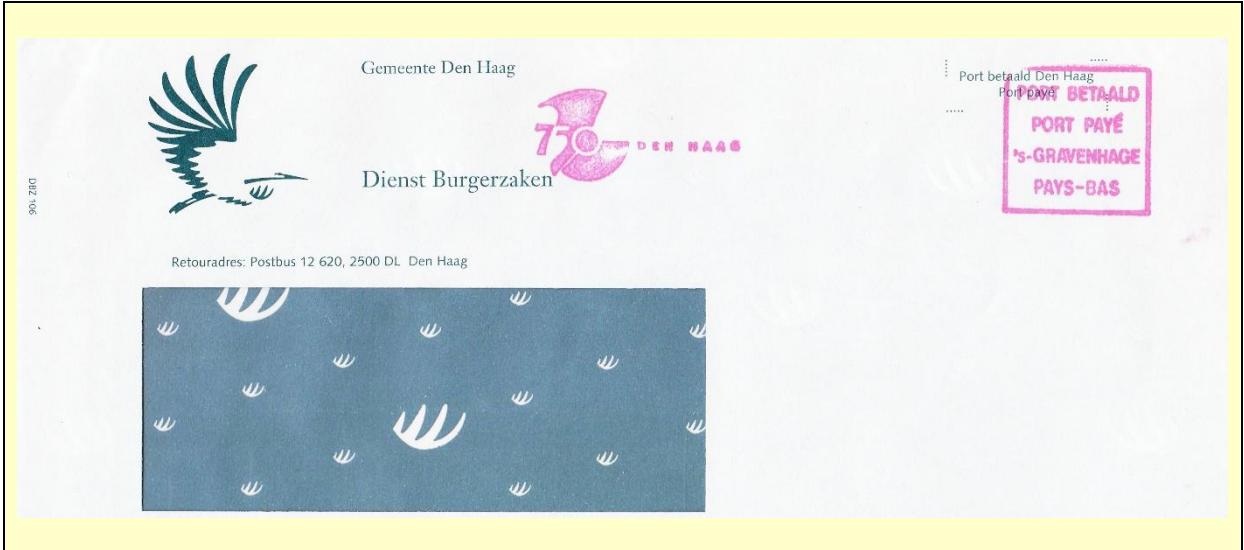 Gemeente Den Haag
Port betaald Den Haag
Port payé
PORT BETAALD
PORT PAYÉ
's-GRAVENHAGE
PAYS-BAS
750 DEN HAAG
Dienst Burgerzaken
DBZ 106
Retouradres: Postbus 12 620, 2500 DL Den Haag